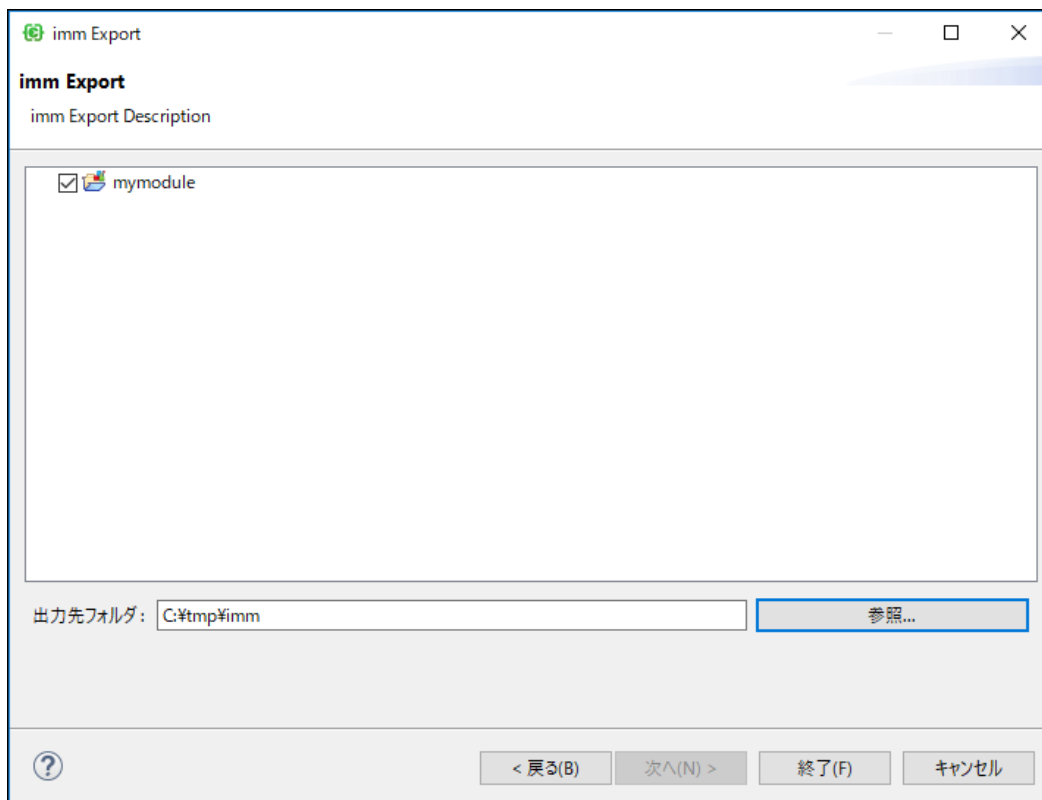 imm Export
imm Export
imm Export Description
mymodule
出力先フォルダ: C:¥tmp¥imm 参照...
< 戻る(B) 次へ(N) > 終了(F) キャンセル